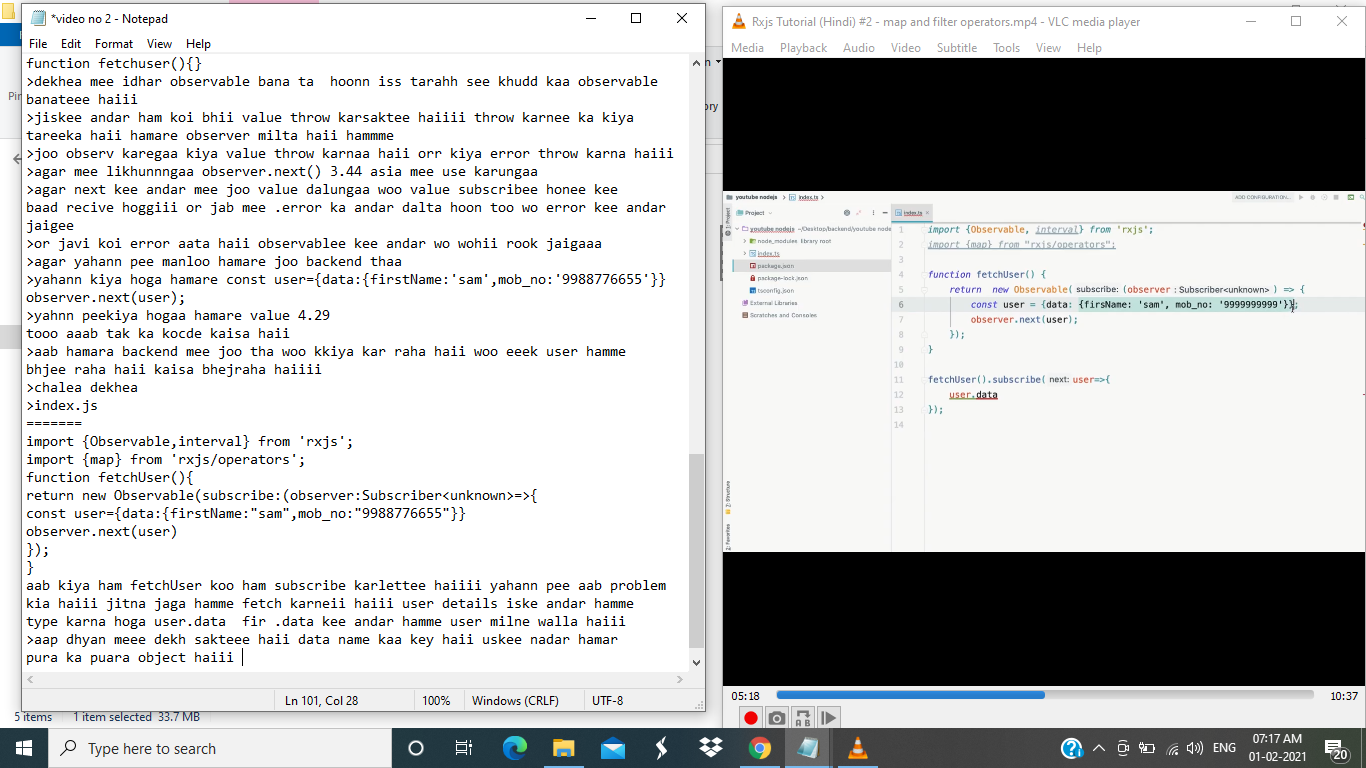 *video no 2 - Notepad
File Edit Format View Help
function fetchuser(){}
>dekhea mee idhar observable bana ta  hoonn iss tarahh see khudd kaa observable
banateee haiii
>jiskee andar ham koi bhii value throw karsaktee haiiii throw karnee ka kiya
tareeka haii hamare observer milta haii hammme
>joo observ karegaa kiya value throw karnaa haii orr kiya error throw karna haiii
>agar mee likhunnngaa observer.next() 3.44 asia mee use karungaa
>agar next kee andar mee joo value dalungaa woo value subscribee honee kee
baad recive hoggiii or jab mee .error ka andar dalta hoon too wo error kee andar
jaigee
>or javi koi error aata haii observablee kee andar wo wohii rook jaigaaa
>agar yahann pee manloo hamare joo backend thaa
>yahann kiya hoga hamare const user={data:{firstName:'sam',mob_no:'9988776655'}}
observer.next(user);
>yahnn peekiya hogaa hamare value 4.29
tooo aaab tak ka kocde kaisa haii
>aab hamara backend mee joo tha woo kkiya kar raha haii woo eeek user hamme
bhjee raha haii kaisa bhejraha haiiii
>chalea dekhea
>index.js
=======
import {Observable,interval} from 'rxjs';
import {map} from 'rxjs/operators';
function fetchUser(){
return new Observable(subscribe:(observer:Subscriber<unknown>=>{
const user={data:{firstName:"sam",mob_no:"9988776655"}}
observer.next(user)
});
}
aab kiya ham fetchUser koo ham subscribe karlettee haiiii yahann pee aab problem
kia haiii jitna jaga hamme fetch karneii haiii user details iske andar hamme
type karna hoga user.data  fir .data kee andar hamme user milne walla haiii
>aap dhyan meee dekh sakteee haii data name kaa key haii uskee nadar hamar
pura ka puara object haiii
Ln 101, Col 28 100% Windows (CRLF) UTF-8
5 items 1 item selected 33.7 MB
Rxjs Tutorial (Hindi) #2 - map and filter operators.mp4 - VLC media player
Media Playback Audio Video Subtitle Tools View Help
youtube nodejs index.ts ADD CONFIGURATION...
Project index.ts
youtube nodejs ~/Desktop/backend/youtube node
node_modules library root
index.ts
package.json
package-lock.json
tsconfig.json
External Libraries
Scratches and Consoles
1 import {Observable, interval} from 'rxjs';
2 import {map} from "rxjs/operators";
3
4 function fetchUser() {
5 return  new Observable( subscribe: (observer : Subscriber<unknown> ) => {
6 const user = {data: {firsName: 'sam', mob_no: '9999999999'}};
7 observer.next(user);
8 });
9 }
10
11 fetchUser().subscribe( next: user=>{
12 user.data
13 });
14
Z: Structure
2: Favorites
05:18 10:37
Type here to search
ENG
07:17 AM
01-02-2021
20